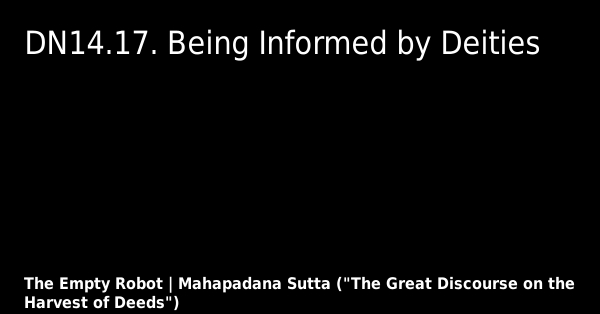 DN14.17. Being Informed by Deities
The Empty Robot | Mahapadana Sutta ("The Great Discourse on the
Harvest of Deeds")